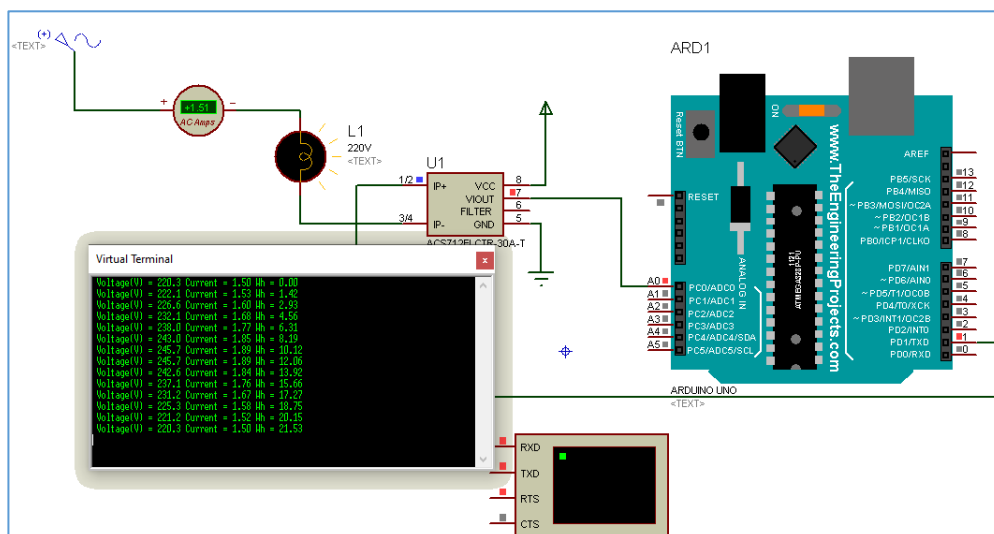 (+)
<TEXT>
+1.51
AC Amps
+
-
L1
220V
<TEXT>
U1
1/2
IP+
VCC
8
VIOUT
7
FILTER
6
3/4
IP-
GND
5
ACS712ELCTR-30A-T
Virtual Terminal
x
Voltage(V) = 220.3 Current = 1.50 Wh = 0.00
Voltage(V) = 222.1 Current = 1.53 Wh = 1.42
Voltage(V) = 226.6 Current = 1.60 Wh = 2.93
Voltage(V) = 232.1 Current = 1.68 Wh = 4.56
Voltage(V) = 238.0 Current = 1.77 Wh = 6.31
Voltage(V) = 243.0 Current = 1.85 Wh = 8.19
Voltage(V) = 245.7 Current = 1.89 Wh = 10.12
Voltage(V) = 245.7 Current = 1.89 Wh = 12.06
Voltage(V) = 242.6 Current = 1.84 Wh = 13.92
Voltage(V) = 237.1 Current = 1.76 Wh = 15.66
Voltage(V) = 231.2 Current = 1.67 Wh = 17.27
Voltage(V) = 225.3 Current = 1.58 Wh = 18.75
Voltage(V) = 221.2 Current = 1.52 Wh = 20.15
Voltage(V) = 220.3 Current = 1.50 Wh = 21.53
RXD
TXD
RTS
CTS
ARD1
Reset BTN
ON
www.TheEngineeringProjects.com
RESET
ANALOG IN
1121
A0
PC0/ADC0
A1
PC1/ADC1
A2
PC2/ADC2
A3
PC3/ADC3
A4
PC4/ADC4/SDA
A5
PC5/ADC5/SCL
AREF
PB5/SCK
13
PB4/MISO
12
~PB3/MOSI/OC2A
11
~PB2/OC1B
10
~PB1/OC1A
9
PB0/ICP1/CLKO
8
PD7/AIN1
7
~PD6/AIN0
6
~PD5/T1/OC0B
5
PD4/T0/XCK
4
~PD3/INT1/OC2B
3
PD2/INT0
2
PD1/TXD
1
PD0/RXD
0
ARDUINO UNO
<TEXT>